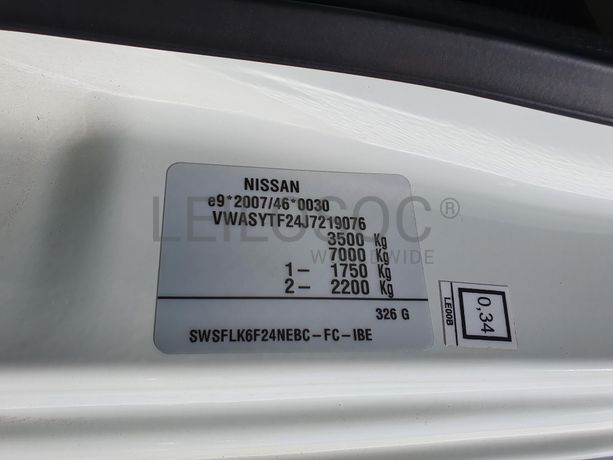 NISSAN
e9*2007/46*0030
VWASYTF24J7219076
3500 Kg
7000 Kg
1- 1750 Kg
2- 2200 Kg
326 G
SWSFLK6F24NEBC-FC-IBE
0,34
LE00B
LEILOSOC®
WORLDWIDE